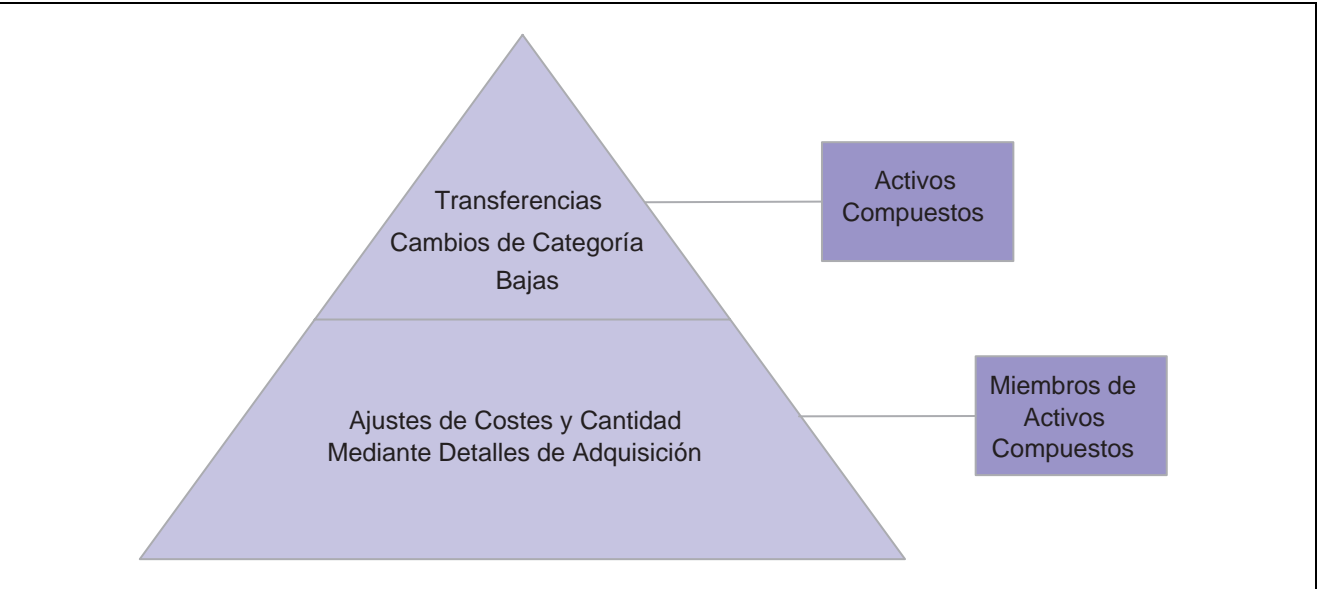 Transferencias
Cambios de Categoría
Bajas
Activos
Compuestos
Ajustes de Costes y Cantidad
Mediante Detalles de Adquisición
Miembros de
Activos
Compuestos